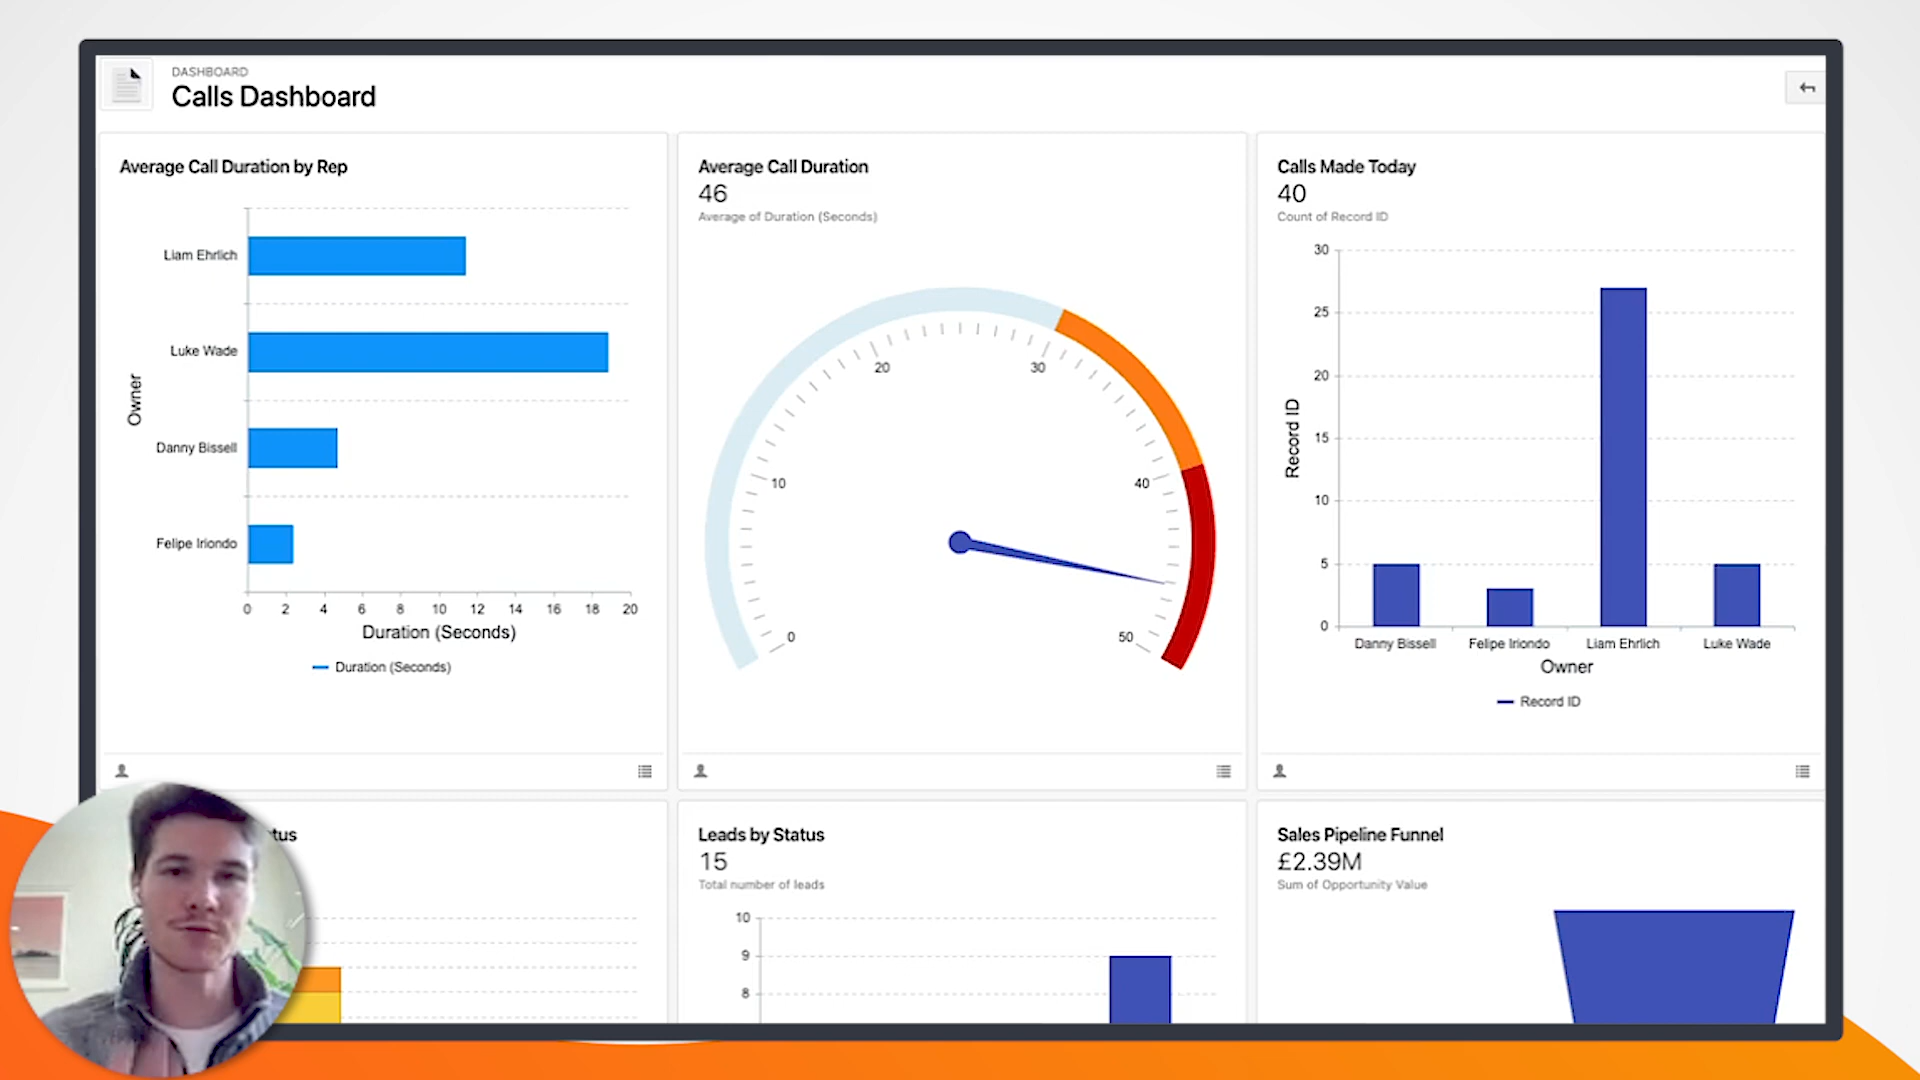 DASHBOARD
Calls Dashboard
Average Call Duration by Rep
Liam Ehrlich
Luke Wade
Danny Bissell
Felipe Iriondo
Owner
0 2 4 6 8 10 12 14 16 18 20
Duration (Seconds)
Duration (Seconds)
Average Call Duration
46
Average of Duration (Seconds)
0
10
20
30
40
50
Calls Made Today
40
Count of Record ID
30
25
20
15
10
5
0
Record ID
Danny Bissell Felipe Iriondo Liam Ehrlich Luke Wade
Owner
Record ID
tus
Leads by Status
15
Total number of leads
10
9
8
Sales Pipeline Funnel
£2.39M
Sum of Opportunity Value